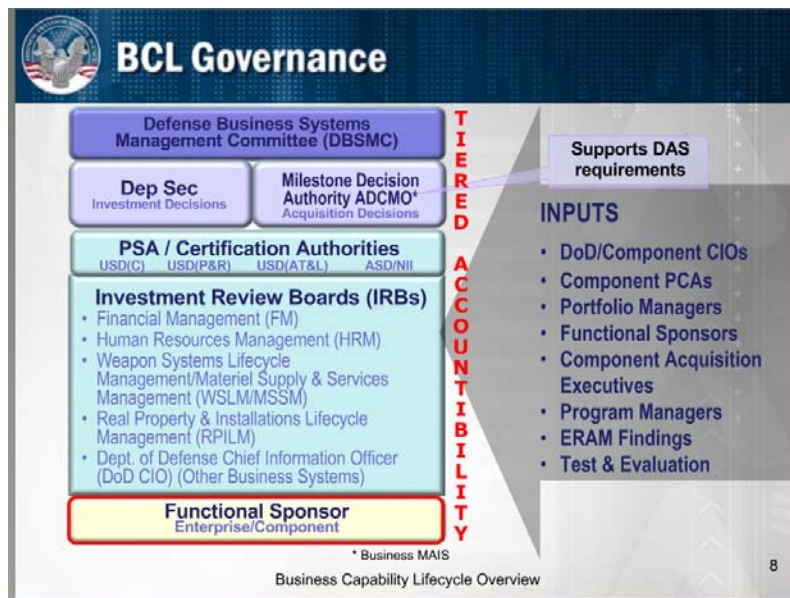 BCL Governance
Defense Business Systems
Management Committee (DBSMC)
Dep Sec
Investment Decisions
Milestone Decision
Authority ADCMO*
Acquisition Decisions
PSA / Certification Authorities
USD(C) USD(P&R) USD(AT&L) ASD/NII
Investment Review Boards (IRBs)
• Financial Management (FM)
• Human Resources Management (HRM)
• Weapon Systems Lifecycle
Management/Materiel Supply & Services
Management (WSLM/MSSM)
• Real Property & Installations Lifecycle
Management (RPILM)
• Dept. of Defense Chief Information Officer
(DoD CIO) (Other Business Systems)
Functional Sponsor
Enterprise/Component
TIERED ACCOUNTIBILITY
Supports DAS
requirements
INPUTS
• DoD/Component CIOs
• Component PCAs
• Portfolio Managers
• Functional Sponsors
• Component Acquisition
Executives
• Program Managers
• ERAM Findings
• Test & Evaluation
* Business MAIS
Business Capability Lifecycle Overview
8